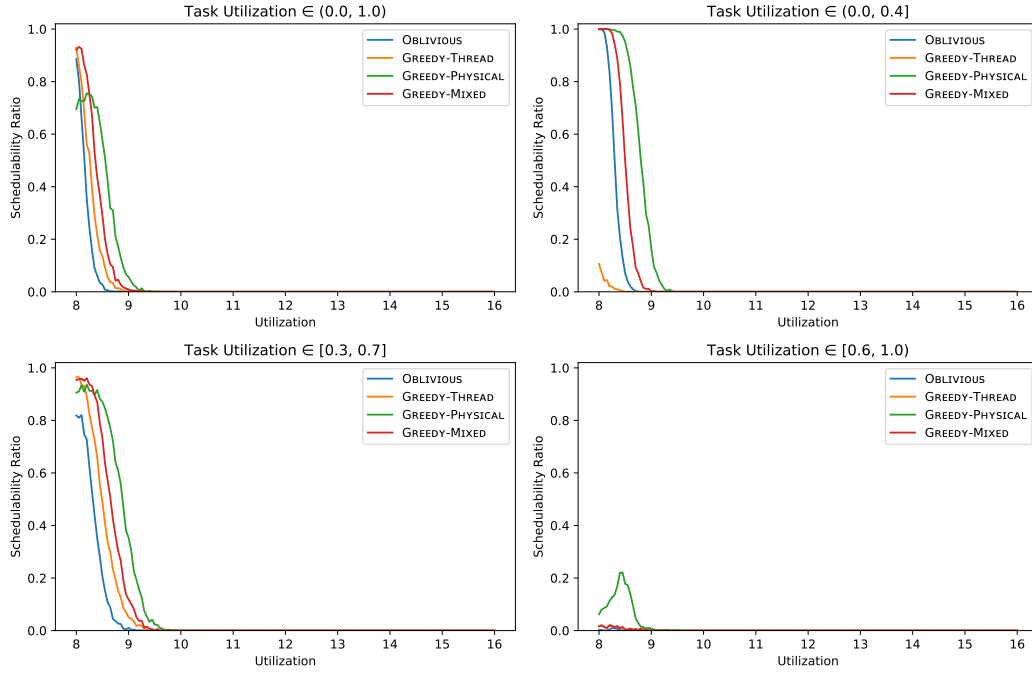 Task Utilization ∈ (0.0, 1.0)
1.0
0.8
0.6
0.4
0.2
0.0
Schedulability Ratio
8 9 10 11 12 13 14 15 16
Utilization
Oblivious
Greedy-Thread
Greedy-Physical
Greedy-Mixed
Task Utilization ∈ (0.0, 0.4]
1.0
0.8
0.6
0.4
0.2
0.0
Schedulability Ratio
8 9 10 11 12 13 14 15 16
Utilization
Oblivious
Greedy-Thread
Greedy-Physical
Greedy-Mixed
Task Utilization ∈ [0.3, 0.7]
1.0
0.8
0.6
0.4
0.2
0.0
Schedulability Ratio
8 9 10 11 12 13 14 15 16
Utilization
Oblivious
Greedy-Thread
Greedy-Physical
Greedy-Mixed
Task Utilization ∈ [0.6, 1.0)
1.0
0.8
0.6
0.4
0.2
0.0
Schedulability Ratio
8 9 10 11 12 13 14 15 16
Utilization
Oblivious
Greedy-Thread
Greedy-Physical
Greedy-Mixed